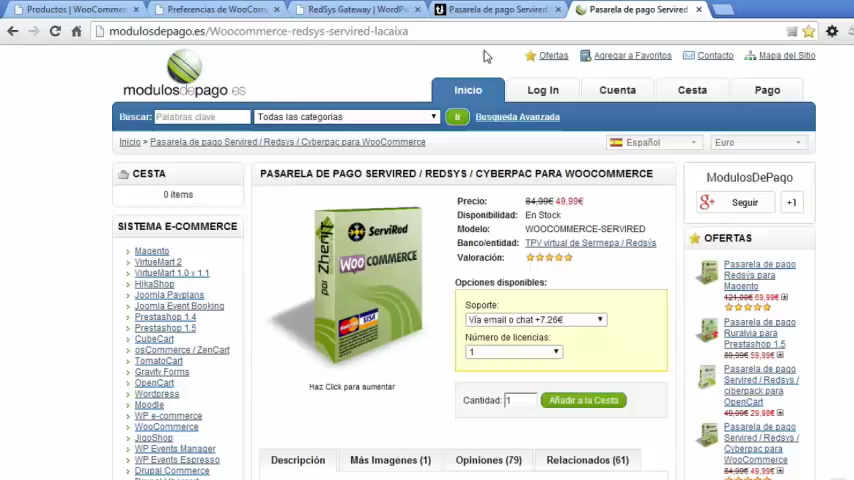 Productos | WooCommer
Preferencias de WooCom
RedSys Gateway | WordP
Pasarela de pago Servired
Pasarela de pago Servired
modulosdepago.es/Woocommerce-redsys-servired-lacaixa
Ofertas
Agregar a Favoritos
Contacto
Mapa del Sitio
modulosdepago.es
Inicio
Log In
Cuenta
Cesta
Pago
Buscar:
Palabras clave
Todas las categorias
Ir
Busqueda Avanzada
Inicio > Pasarela de pago Servired / Redsys / Cyberpac para WooCommerce
Español
Euro
CESTA
0 items
SISTEMA E-COMMERCE
Magento
VirtueMart 2
VirtueMart 1.0 y 1.1
HikaShop
Joomla Payplans
Joomla Event Booking
Prestashop 1.4
Prestashop 1.5
CubeCart
osCommerce / ZenCart
TomatoCart
Gravity Forms
OpenCart
Wordpress
Moodle
WP e-commerce
WooCommerce
JigoShop
WP Events Manager
WP Events Espresso
Drupal Commerce
PASARELA DE PAGO SERVIRED / REDSYS / CYBERPAC PARA WOOCOMMERCE
por ZhenIT
ServiRed
WOO COMMERCE
MasterCard
VISA
Haz Click para aumentar
Precio: 84,99€ 49,99€
Disponibilidad: En Stock
Modelo: WOOCOMMERCE-SERVIRED
Banco/entidad: TPV virtual de Sermepa / Redsýs
Valoración:
Opciones disponibles:
Soporte:
Vía email o chat +7,26€
Número de licencias:
1
Cantidad: 1
Añadir a la Cesta
Descripción
Más Imagenes (1)
Opiniones (79)
Relacionados (61)
ModulosDePago
g+ Seguir
+1
OFERTAS
Pasarela de pago
Redsýs para
Magento
121,00€ 89,99€
Pasarela de pago
Ruralvia para
Prestashop 1.5
89,99€ 59,99€
Pasarela de pago
Servired / Redsys /
ciberpack para
OpenCart
49,99€ 29,98€
Pasarela de pago
Servired / Redsys /
Cyberpac para
WooCommerce
84,99€ 49,99€